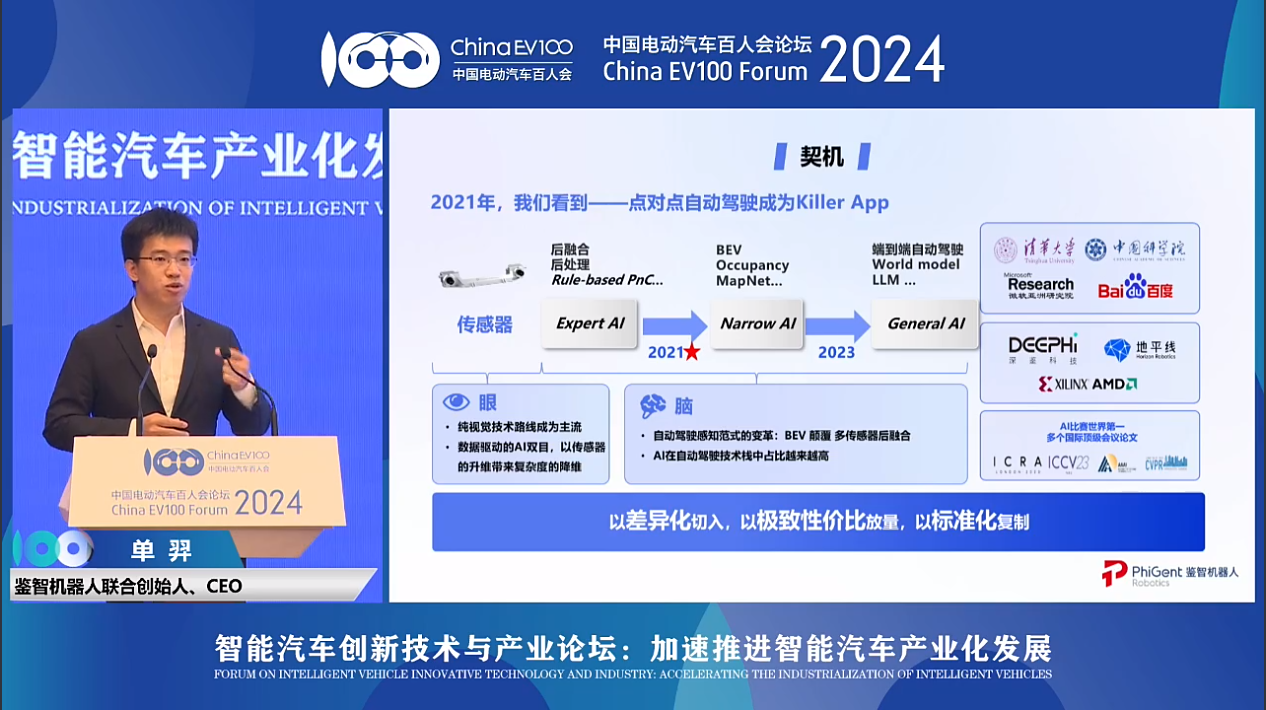 ChinaEV100
中国电动汽车百人会
中国电动汽车百人会论坛
China EV100 Forum
2024
智能汽车产业化发
NDUSTRIALIZATION OF INTELLIGENT V
ChinaEV100
中国电动汽车百人会
中国电动汽车百人会论坛
China EV100 Forum
2024
单 羿
鉴智机器人联合创始人、CEO
契机
2021年，我们看到——点对点自动驾驶成为Killer App
后融合
后处理
Rule-based PnC...
BEV
Occupancy
MapNet...
端到端自动驾驶
World model
LLM ...
传感器
Expert AI
Narrow AI
General AI
2021
2023
眼
· 纯视觉技术路线成为主流
· 数据驱动的AI双目，以传感器
的升维带来复杂度的降维
脑
· 自动驾驶感知范式的变革：BEV 颠覆 多传感器后融合
· AI在自动驾驶技术栈中占比越来越高
清华大学
Tsinghua University
中国科学院
Microsoft
Research
微软亚洲研究院
Bai du 百度
DEEPHi
深鉴科技
地平线
Horizon Robotics
XILINX AMD
AI比赛世界第一
多个国际顶级会议论文
ICRA
LONDON 2023
ICCV23
CVPR
以差异化切入，以极致性价比放量，以标准化复制
PhiGent 鉴智机器人
Robotics
智能汽车创新技术与产业论坛：加速推进智能汽车产业化发展
FORUM ON INTELLIGENT VEHICLE INNOVATIVE TECHNOLOGY AND INDUSTRY: ACCELERATING THE INDUSTRIALIZATION OF INTELLIGENT VEHICLES